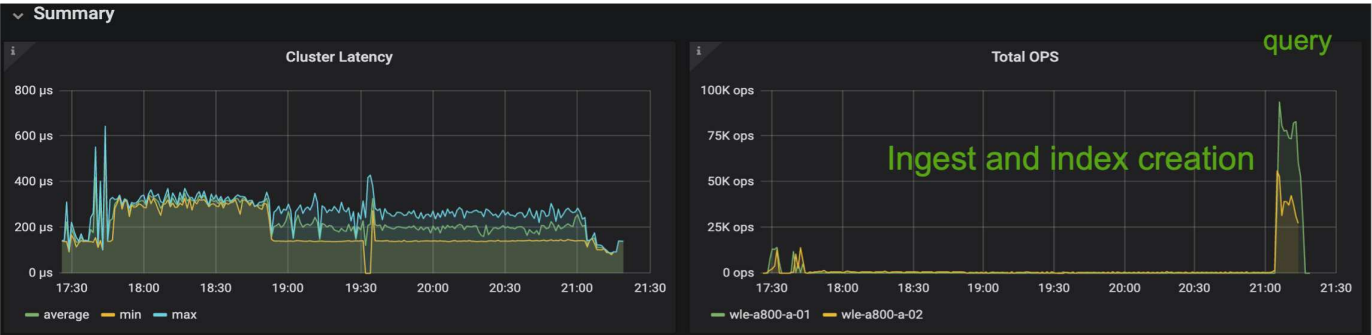 Summary
Cluster Latency
800 µs
600 µs
400 µs
200 µs
0 µs
17:30 18:00 18:30 19:00 19:30 20:00 20:30 21:00 21:30
average min max
query
Total OPS
100K ops
75K ops
Ingest and index creation
50K ops
25K ops
0 ops
17:30 18:00 18:30 19:00 19:30 20:00 20:30 21:00 21:30
wle-a800-a-01 wle-a800-a-02